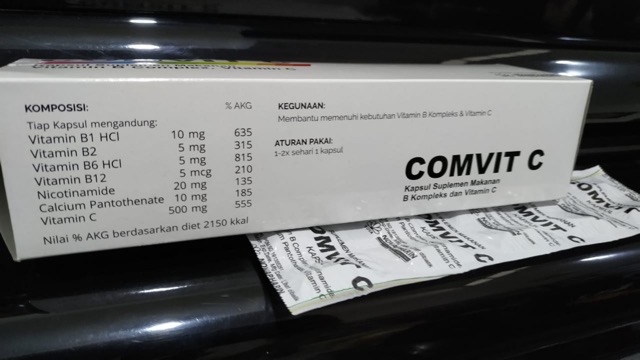 KOMPOSISI: % AKG
Tiap Kapsul mengandung:
Vitamin B1 HCl 10 mg 635
Vitamin B2 5 mg 315
Vitamin B6 HCl 5 mg 815
Vitamin B12 5 mcg 210
Nicotinamide 20 mg 135
Calcium Pantothenate 10 mg 185
Vitamin C 500 mg 555
Nilai % AKG berdasarkan diet 2150 kkal
KEGUNAAN:
Membantu memenuhi kebutuhan Vitamin B Kompleks & Vitamin C
ATURAN PAKAI:
1-2x sehari 1 kapsul
COMVIT C
Kapsul Suplemen Makanan
B Kompleks dan Vitamin C
COMVIT C
COMVIT C